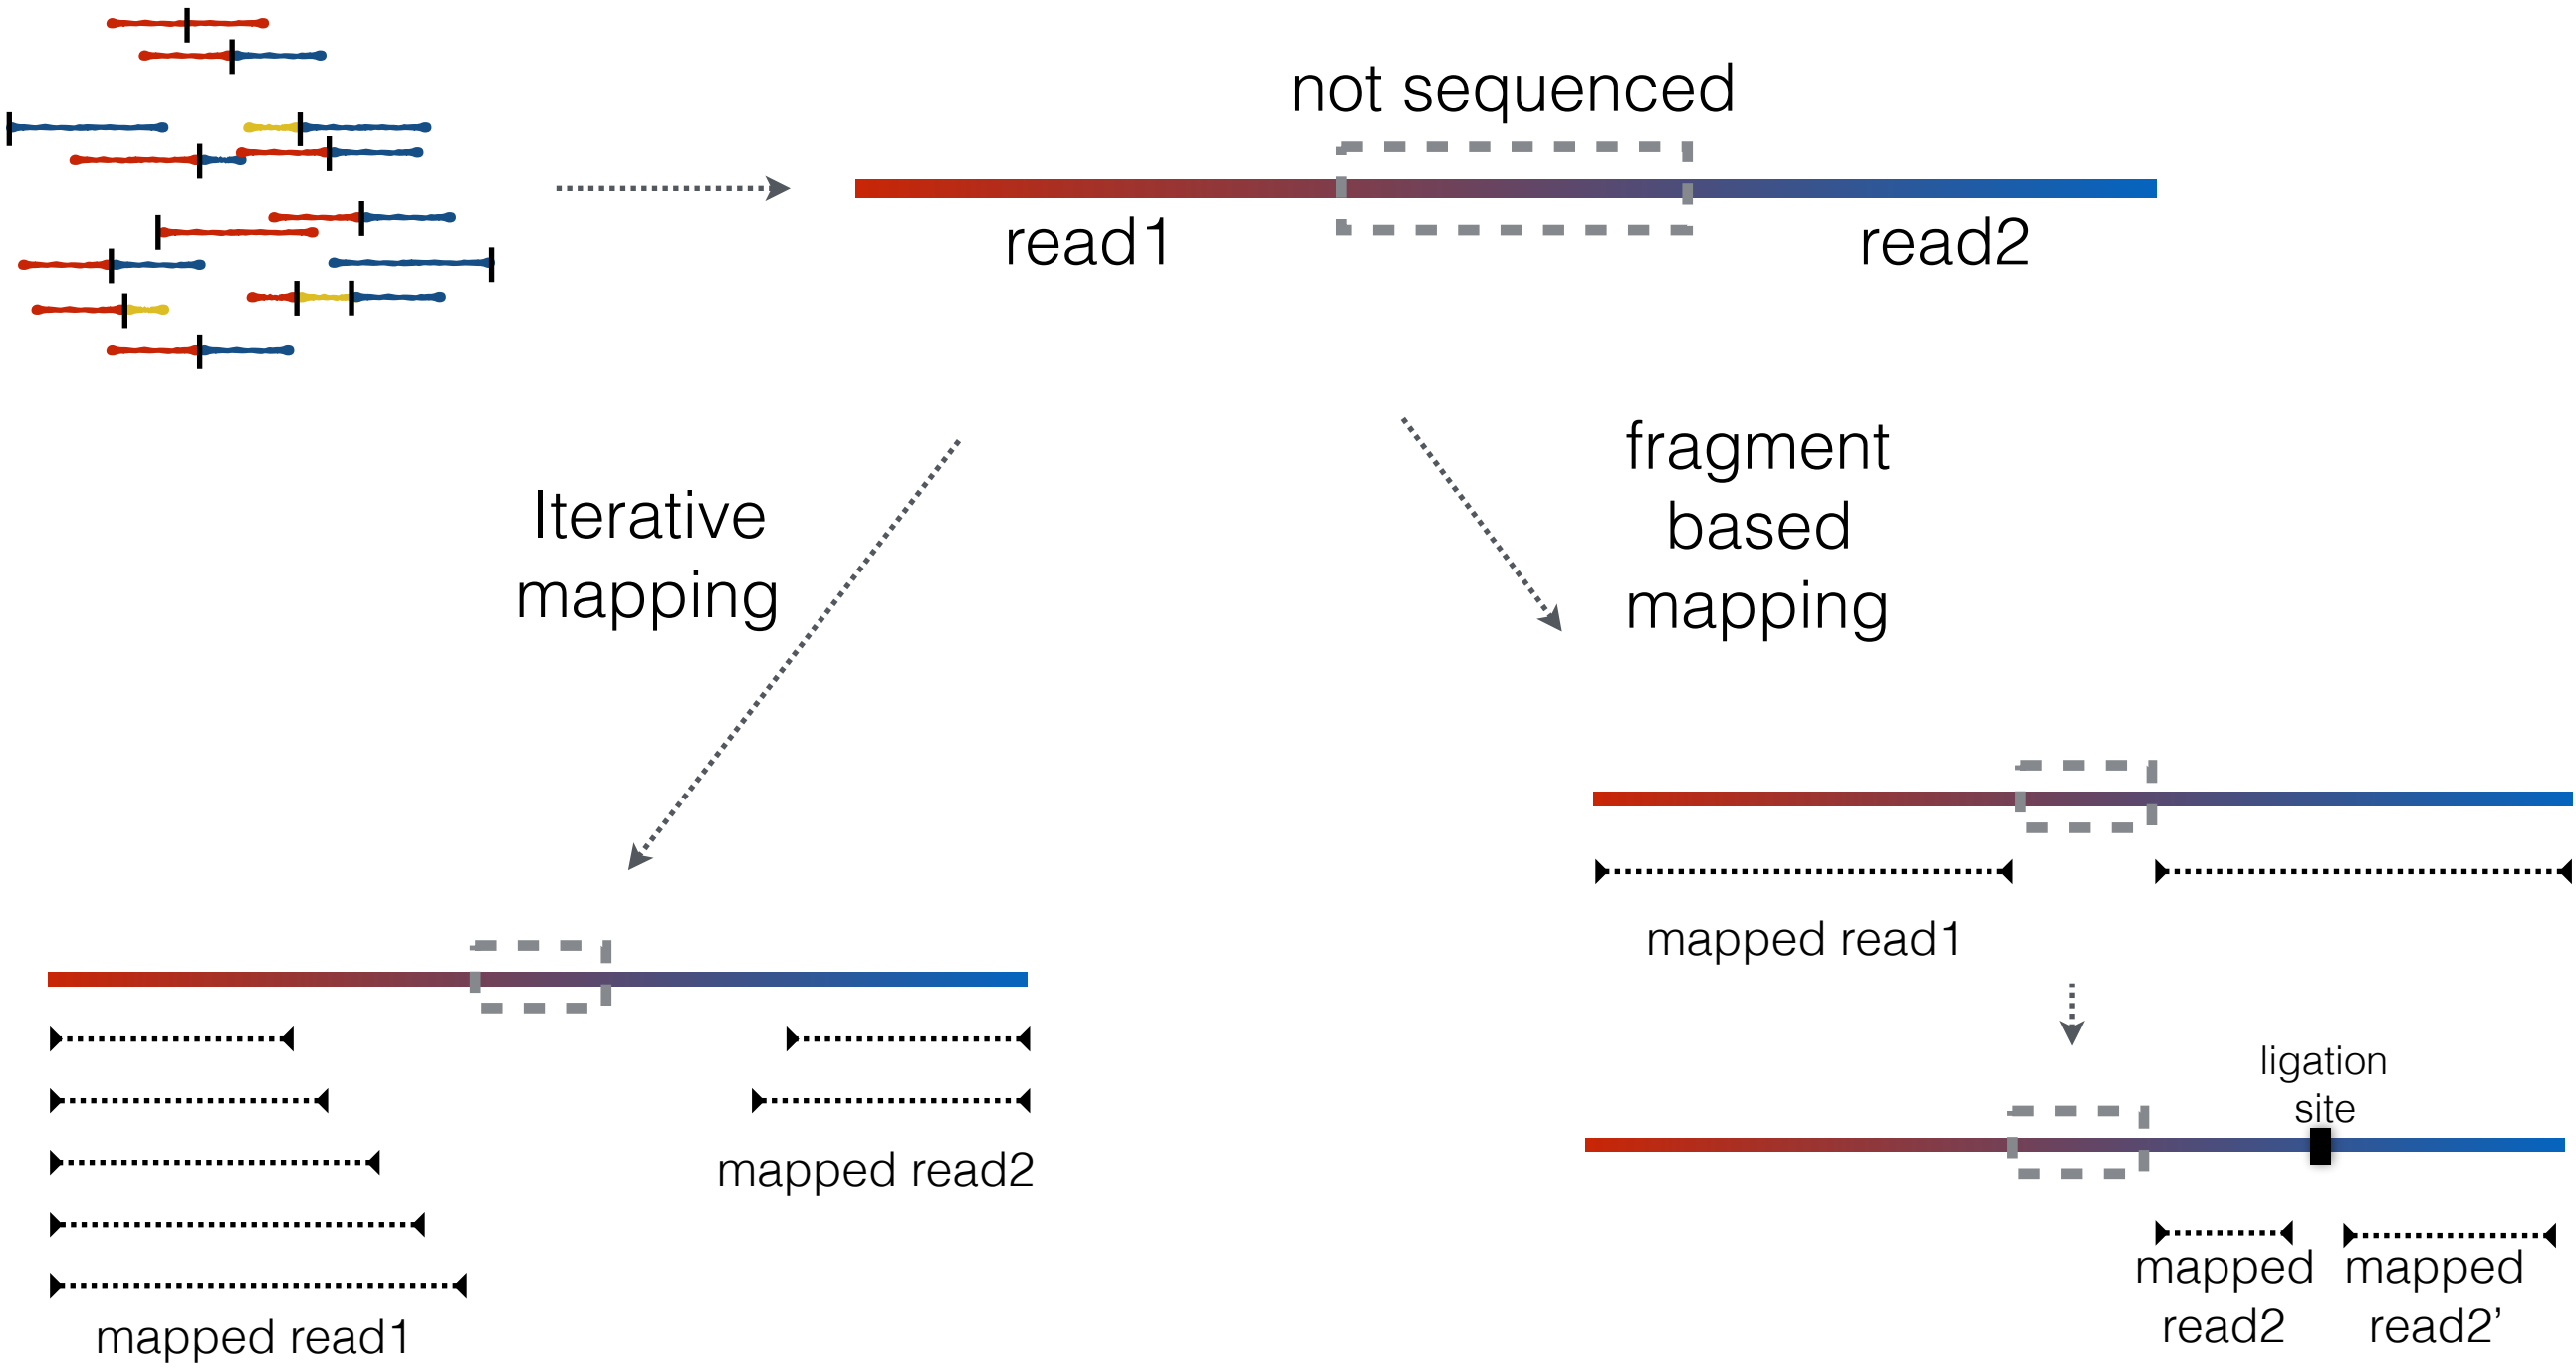 not sequenced
read1
read2
Iterative
mapping
fragment
based
mapping
mapped read1
mapped read2
mapped read1
ligation
site
mapped
read2
mapped
read2’